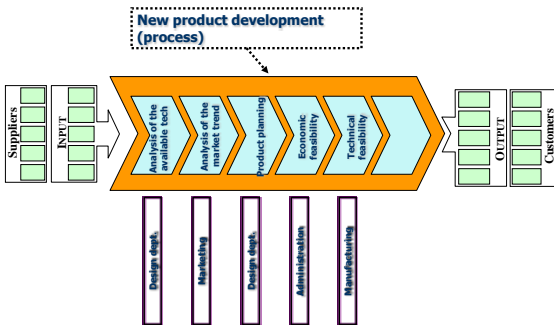 New product development
(process)
Suppliers
INPUT
Analysis of the
available tech
Analysis of the
market trend
Product planning
Economic
feasibility
Technical
feasibility
OUTPUT
Customers
Design dept.
Marketing
Design dept.
Administration
Manufacturing